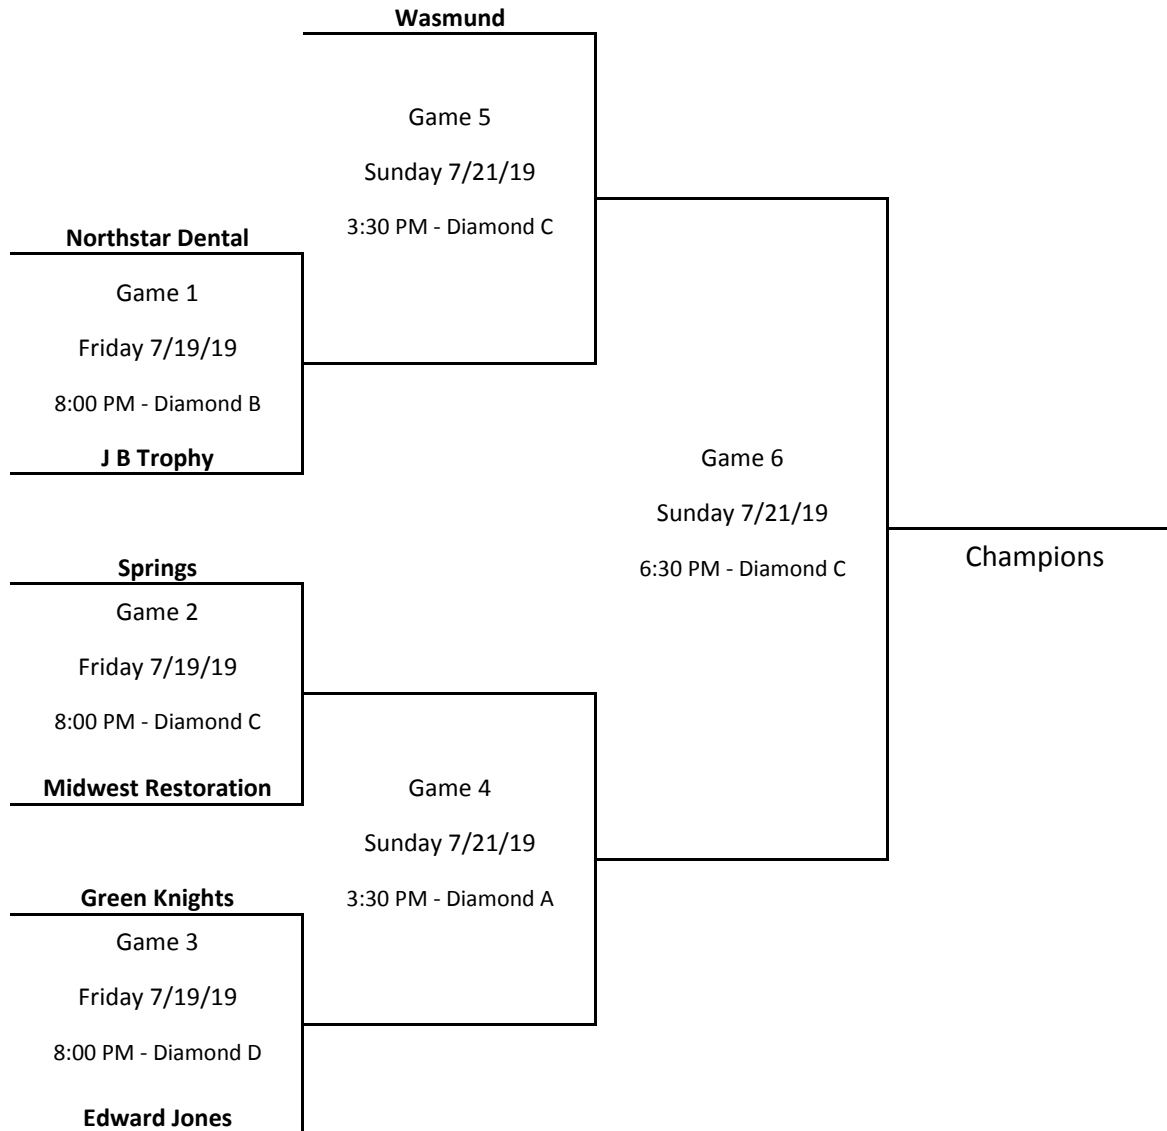 Wasmund
Game 5
Sunday 7/21/19
3:30 PM - Diamond C
Northstar Dental
Game 1
Friday 7/19/19
8:00 PM - Diamond B
J B Trophy
Game 6
Sunday 7/21/19
6:30 PM - Diamond C
Champions
Springs
Game 2
Friday 7/19/19
8:00 PM - Diamond C
Midwest Restoration
Game 4
Sunday 7/21/19
3:30 PM - Diamond A
Green Knights
Game 3
Friday 7/19/19
8:00 PM - Diamond D
Edward Jones